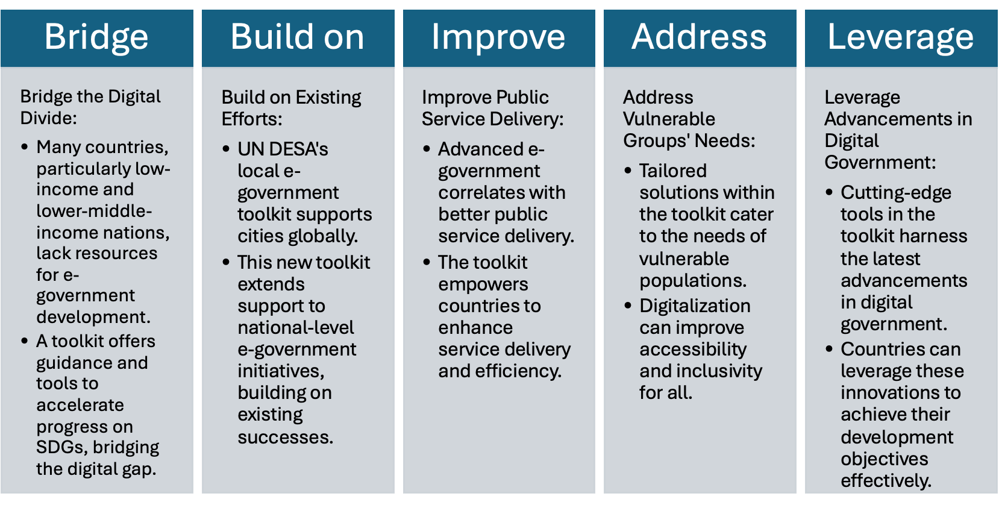 Bridge
Bridge the Digital
Divide:
• Many countries,
particularly low-
income and
lower-middle-
income nations,
lack resources
for e-
government
development.
• A toolkit offers
guidance and
tools to
accelerate
progress on
SDGs, bridging
the digital gap.
Build on
Build on Existing
Efforts:
• UN DESA's
local e-
government
toolkit supports
cities globally.
• This new toolkit
extends
support to
national-level
e-government
initiatives,
building on
existing
successes.
Improve
Improve Public
Service Delivery:
• Advanced e-
government
correlates with
better public
service delivery.
• The toolkit
empowers
countries to
enhance
service delivery
and efficiency.
Address
Address
Vulnerable
Groups' Needs:
• Tailored
solutions within
the toolkit cater
to the needs of
vulnerable
populations.
• Digitalization
can improve
accessibility
and inclusivity
for all.
Leverage
Leverage
Advancements in
Digital
Government:
• Cutting-edge
tools in the
toolkit harness
the latest
advancements
in digital
government.
• Countries can
leverage these
innovations to
achieve their
development
objectives
effectively.